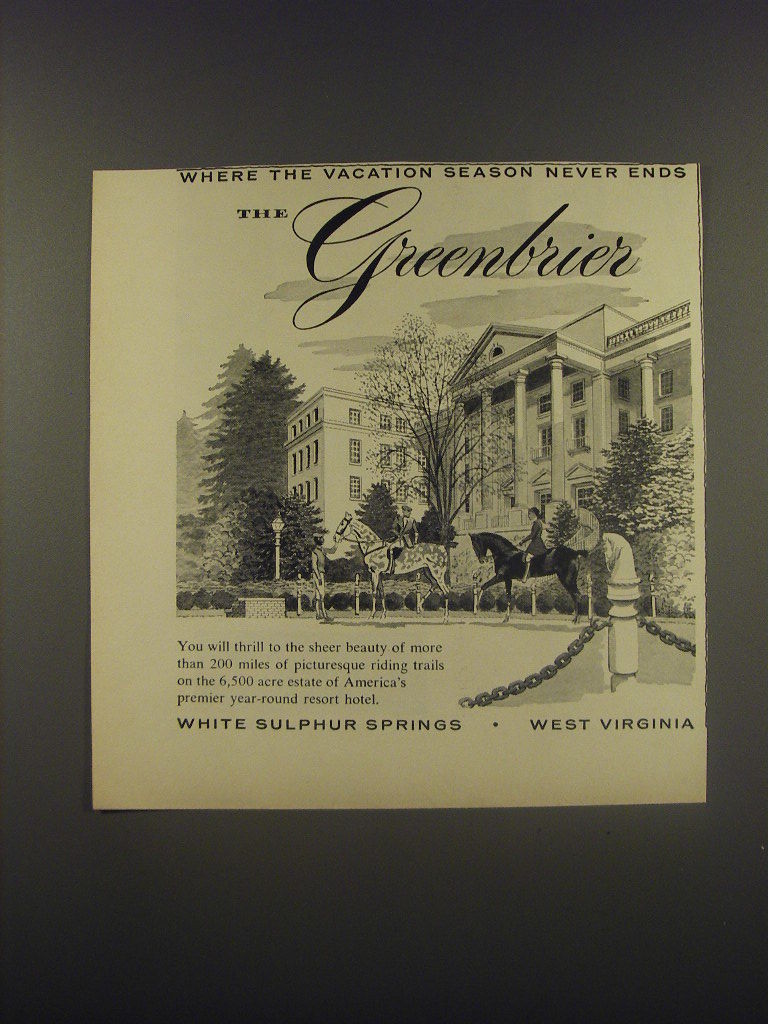 WHERE THE VACATION SEASON NEVER ENDS
THE Greenbrier
You will thrill to the sheer beauty of more
than 200 miles of picturesque riding trails
on the 6,500 acre estate of America's
premier year-round resort hotel.
WHITE SULPHUR SPRINGS • WEST VIRGINIA